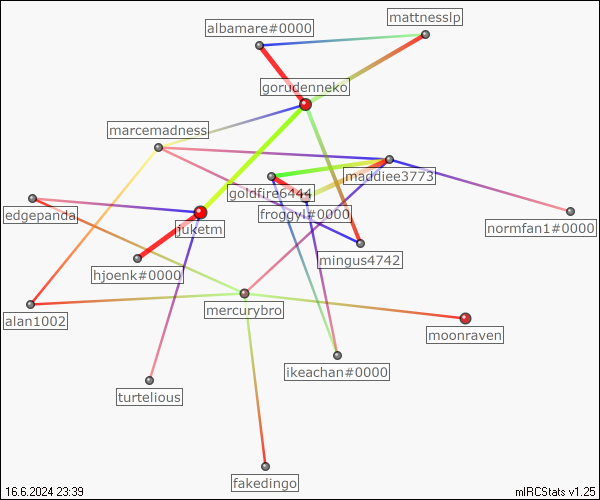 albamare#0000
mattnesslp
gorudenneko
marcemadness
maddiee3773
goldfire6444
froggyl#0000
edgepanda
juketm
normfan1#0000
mingus4742
hjoenk#0000
mercurybro
alan1002
moonraven
ikeachan#0000
turtelious
fakedingo
16.6.2024 23:39
mIRCStats v1.25